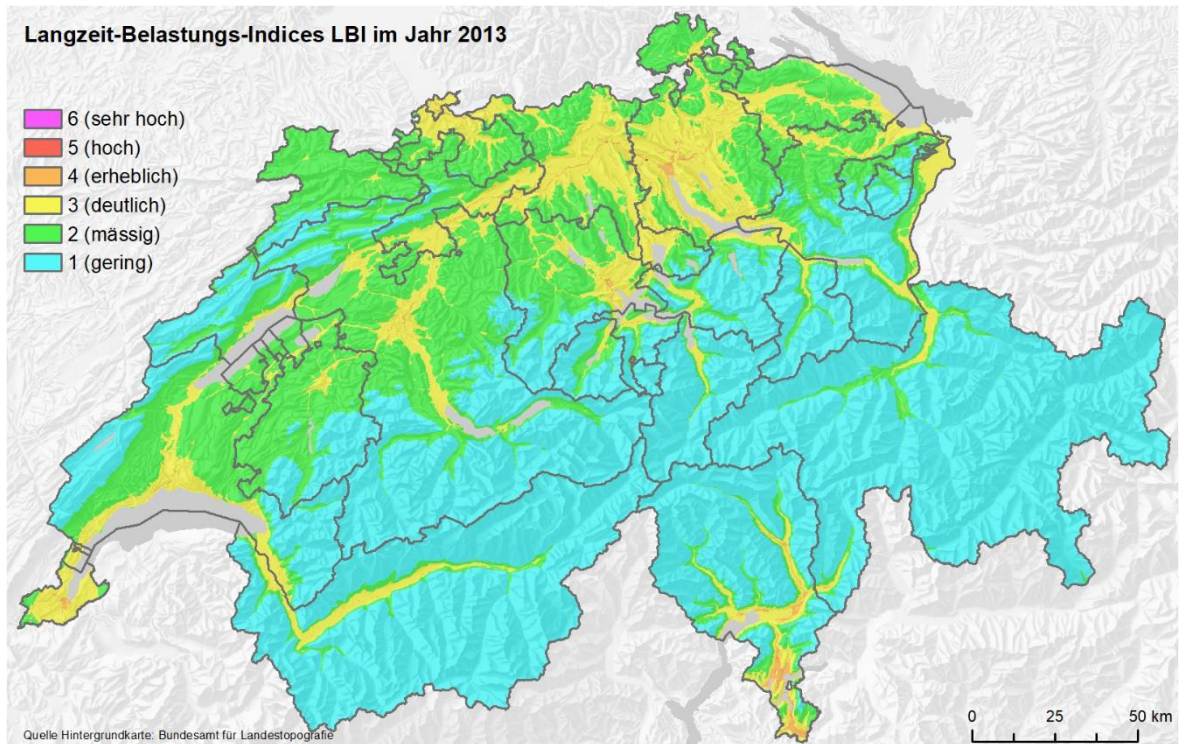 Langzeit-Belastungs-Indices LBI im Jahr 2013
6 (sehr hoch)
5 (hoch)
4 (erheblich)
3 (deutlich)
2 (mässig)
1 (gering)
0 25 50 km
Quelle Hintergrundkarte: Bundesamt für Landestopografie